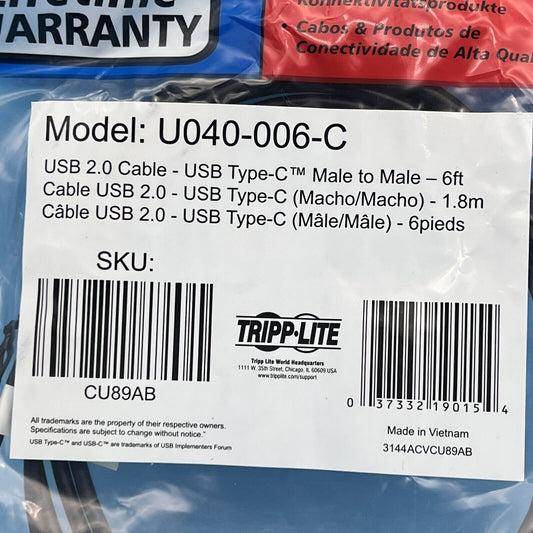 WARRANTY
Konnektivitätsprodukte
• Cabos & Produtos de
Conectividade de Alta Qual
Model: U040-006-C
USB 2.0 Cable - USB Type-C™ Male to Male – 6ft
Cable USB 2.0 - USB Type-C (Macho/Macho) - 1.8m
Câble USB 2.0 - USB Type-C (Mâle/Mâle) - 6pieds
SKU:
CU89AB
TRIPP·LITE
Tripp Lite World Headquarters
1111 W. 35th Street, Chicago, IL 60609 USA
www.tripplite.com/support
0 37332 19015 4
All trademarks are the property of their respective owners.
Specifications are subject to change without notice."
USB Type-C™ and USB-C™ are trademarks of USB Implementers Forum
Made in Vietnam
3144ACVCU89AB